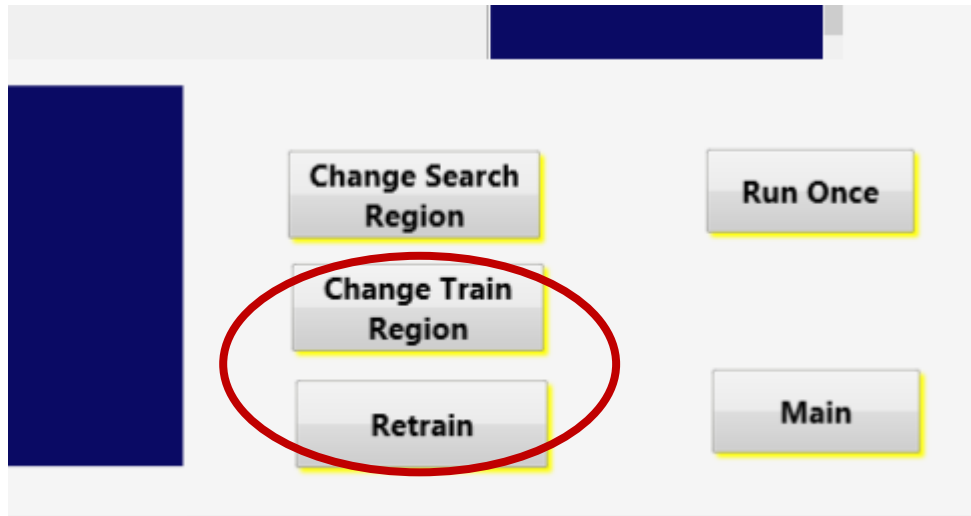 Change Search
Region
Run Once
Change Train
Region
Retrain
Main